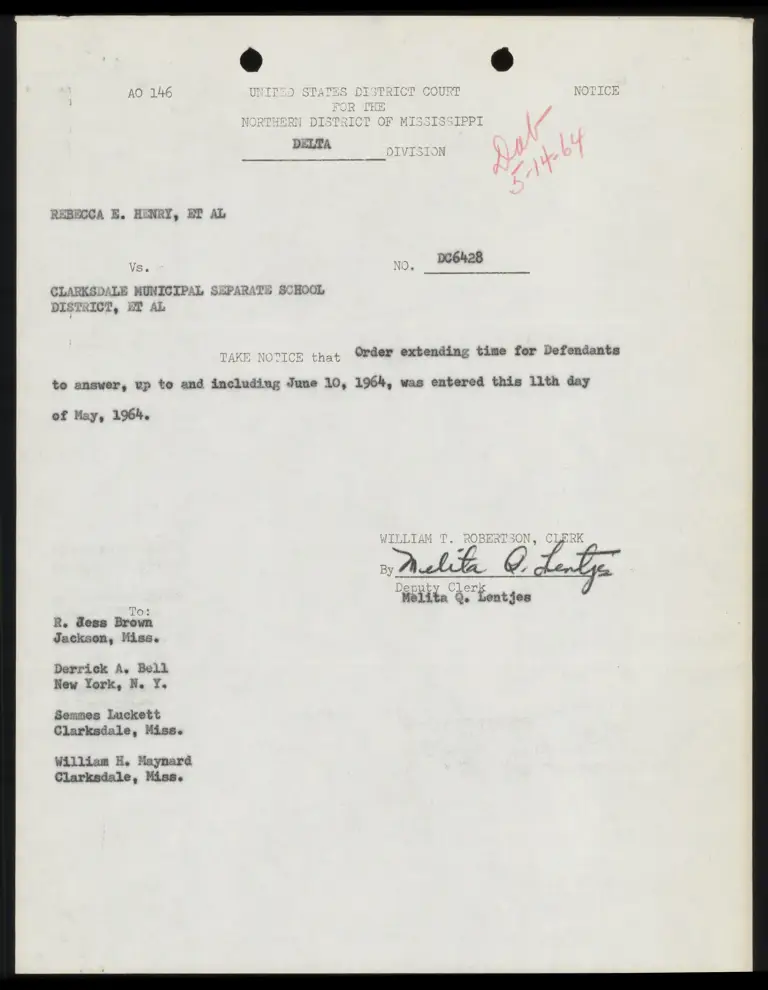 AO 146
UNITED STATES DISTRICT COURT
NOTICE
FOR THE
NORTHERN DISTRICT OF MISSISSIPPI
DELTA DIVISION
Dab
5-14-64
REBECCA E. HENRY, ET AL
Vs.
NO. DC6428
CLARKSDALE MUNICIPAL SEPARATE SCHOOL
DISTRICT, ET AL
TAKE NOTICE that Order extending time for Defendants
to answer, up to and including June 10, 1964, was entered this 11th day
of May, 1964.
WILLIAM T. ROBERTSON, CLERK
By Melita Q. Lentjes
Deputy Clerk
Melita Q. Lentjes
To:
R. Jess Brown
Jackson, Miss.
Derrick A. Bell
New York, N. Y.
Semmes Luckett
Clarksdale, Miss.
William H. Maynard
Clarksdale, Miss.